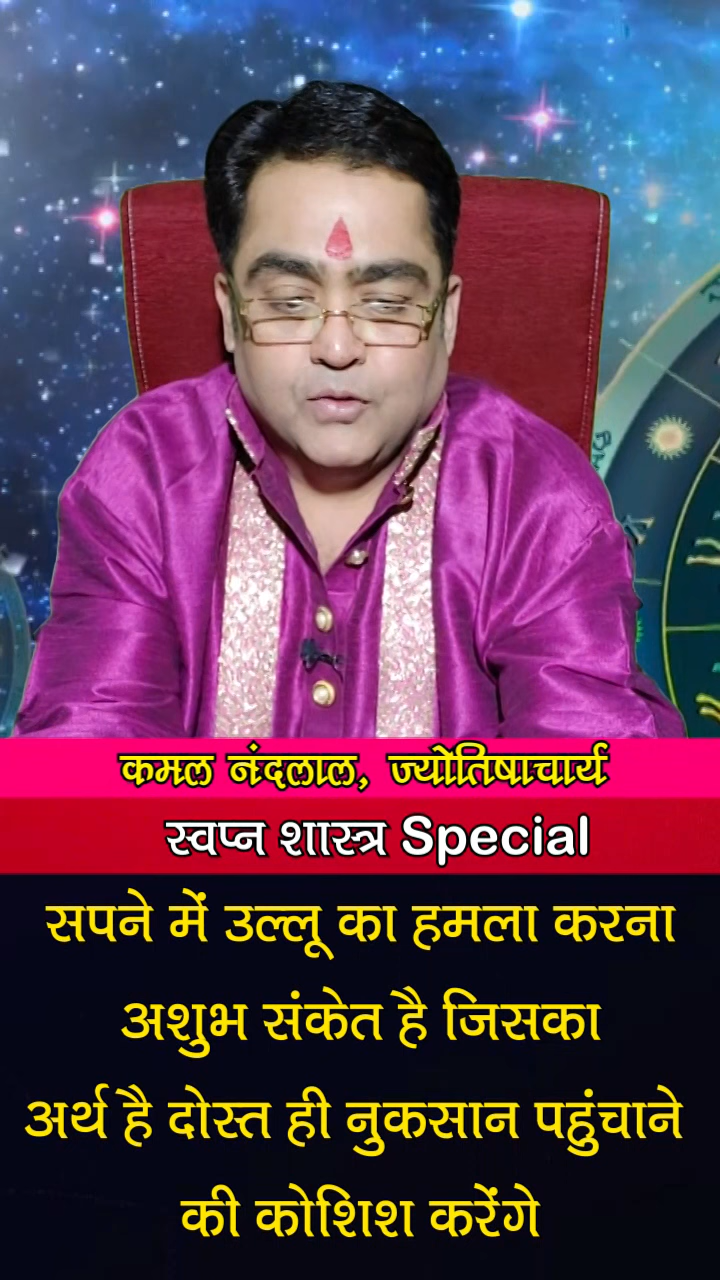 कमल नंदलाल, ज्योतिषाचार्य
स्वप्न शास्त्र Special
सपने में उल्लू का हमला करना
अशुभ संकेत है जिसका
अर्थ है दोस्त ही नुकसान पहुंचाने
की कोशिश करेंगे